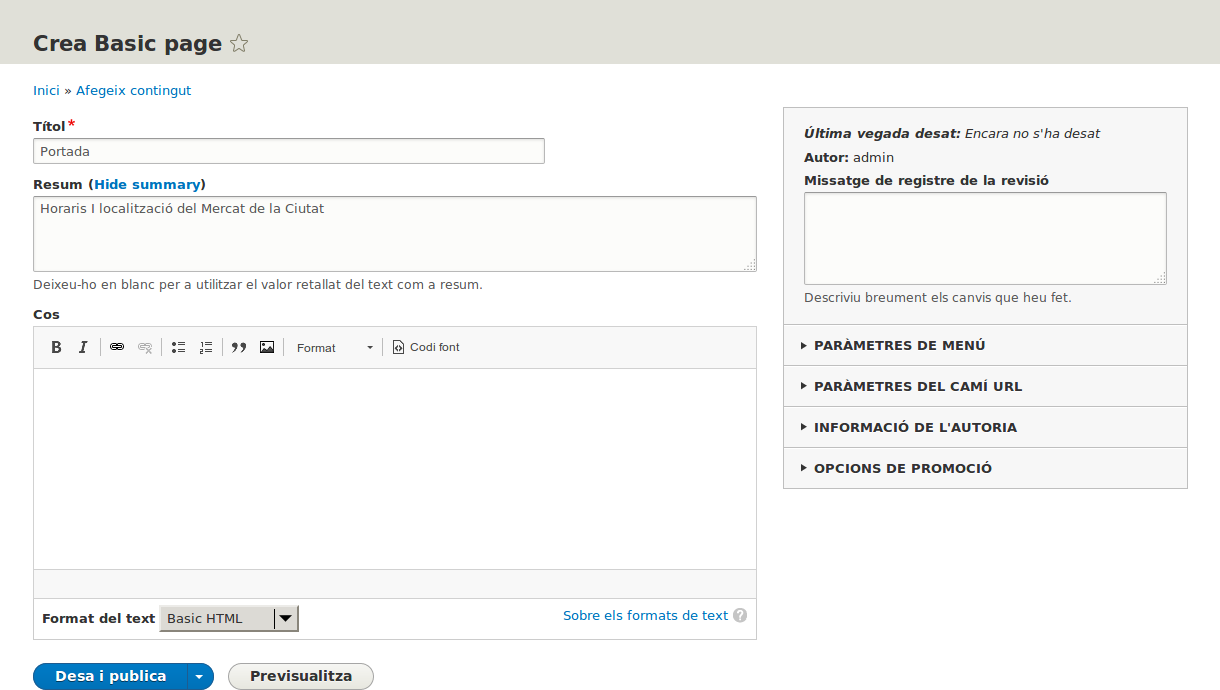 Crea Basic page
Inici » Afegeix contingut
Títol*
Portada
Resum (Hide summary)
Horaris I localització del Mercat de la Ciutat
Deixeu-ho en blanc per a utilitzar el valor retallat del text com a resum.
Cos
B I Format Codi font
Format del text Basic HTML
Sobre els formats de text ?
Desa i publica
Previsualitza
Última vegada desat: Encara no s'ha desat
Autor: admin
Missatge de registre de la revisió
Descriviu breument els canvis que heu fet.
PARÀMETRES DE MENÚ
PARÀMETRES DEL CAMÍ URL
INFORMACIÓ DE L'AUTORIA
OPCIONS DE PROMOCIÓ